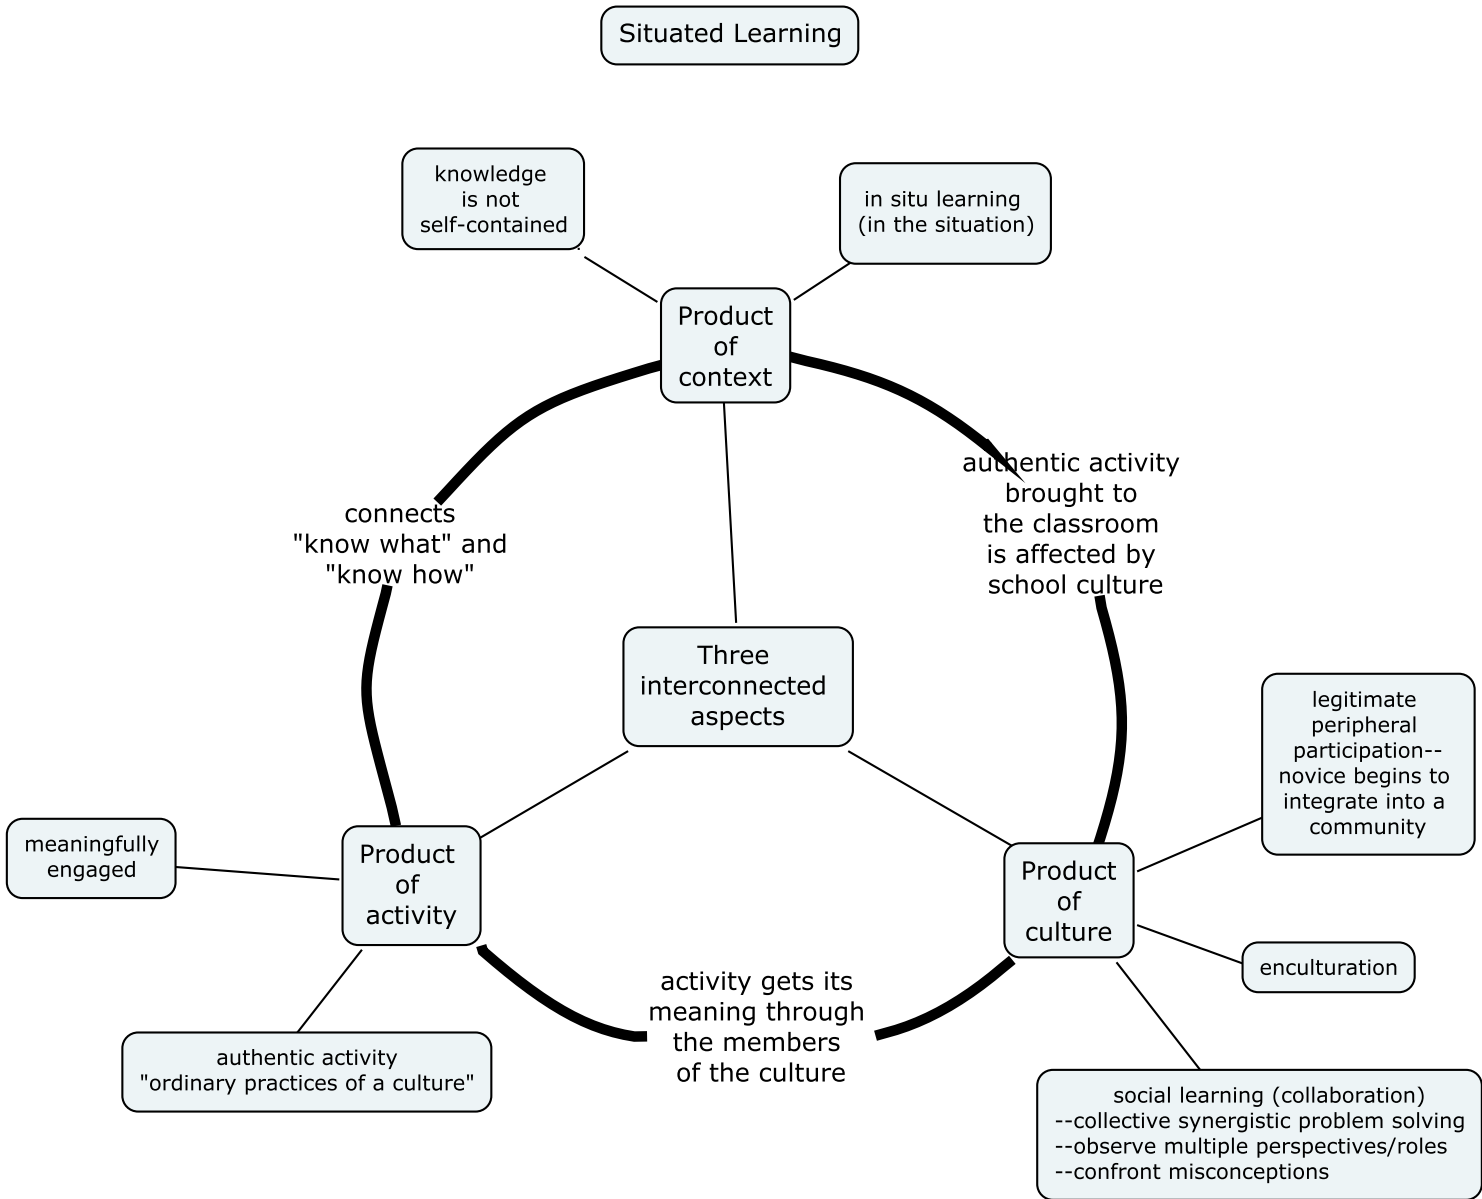 Situated Learning
knowledge
is not
self-contained
in situ learning
(in the situation)
Product
of
context
connects
"know what" and
"know how"
authentic activity
brought to
the classroom
is affected by
school culture
Three
interconnected
aspects
legitimate
peripheral
participation--
novice begins to
integrate into a
community
meaningfully
engaged
Product
of
activity
Product
of
culture
enculturation
activity gets its
meaning through
the members
of the culture
authentic activity
"ordinary practices of a culture"
social learning (collaboration)
--collective synergistic problem solving
--observe multiple perspectives/roles
--confront misconceptions